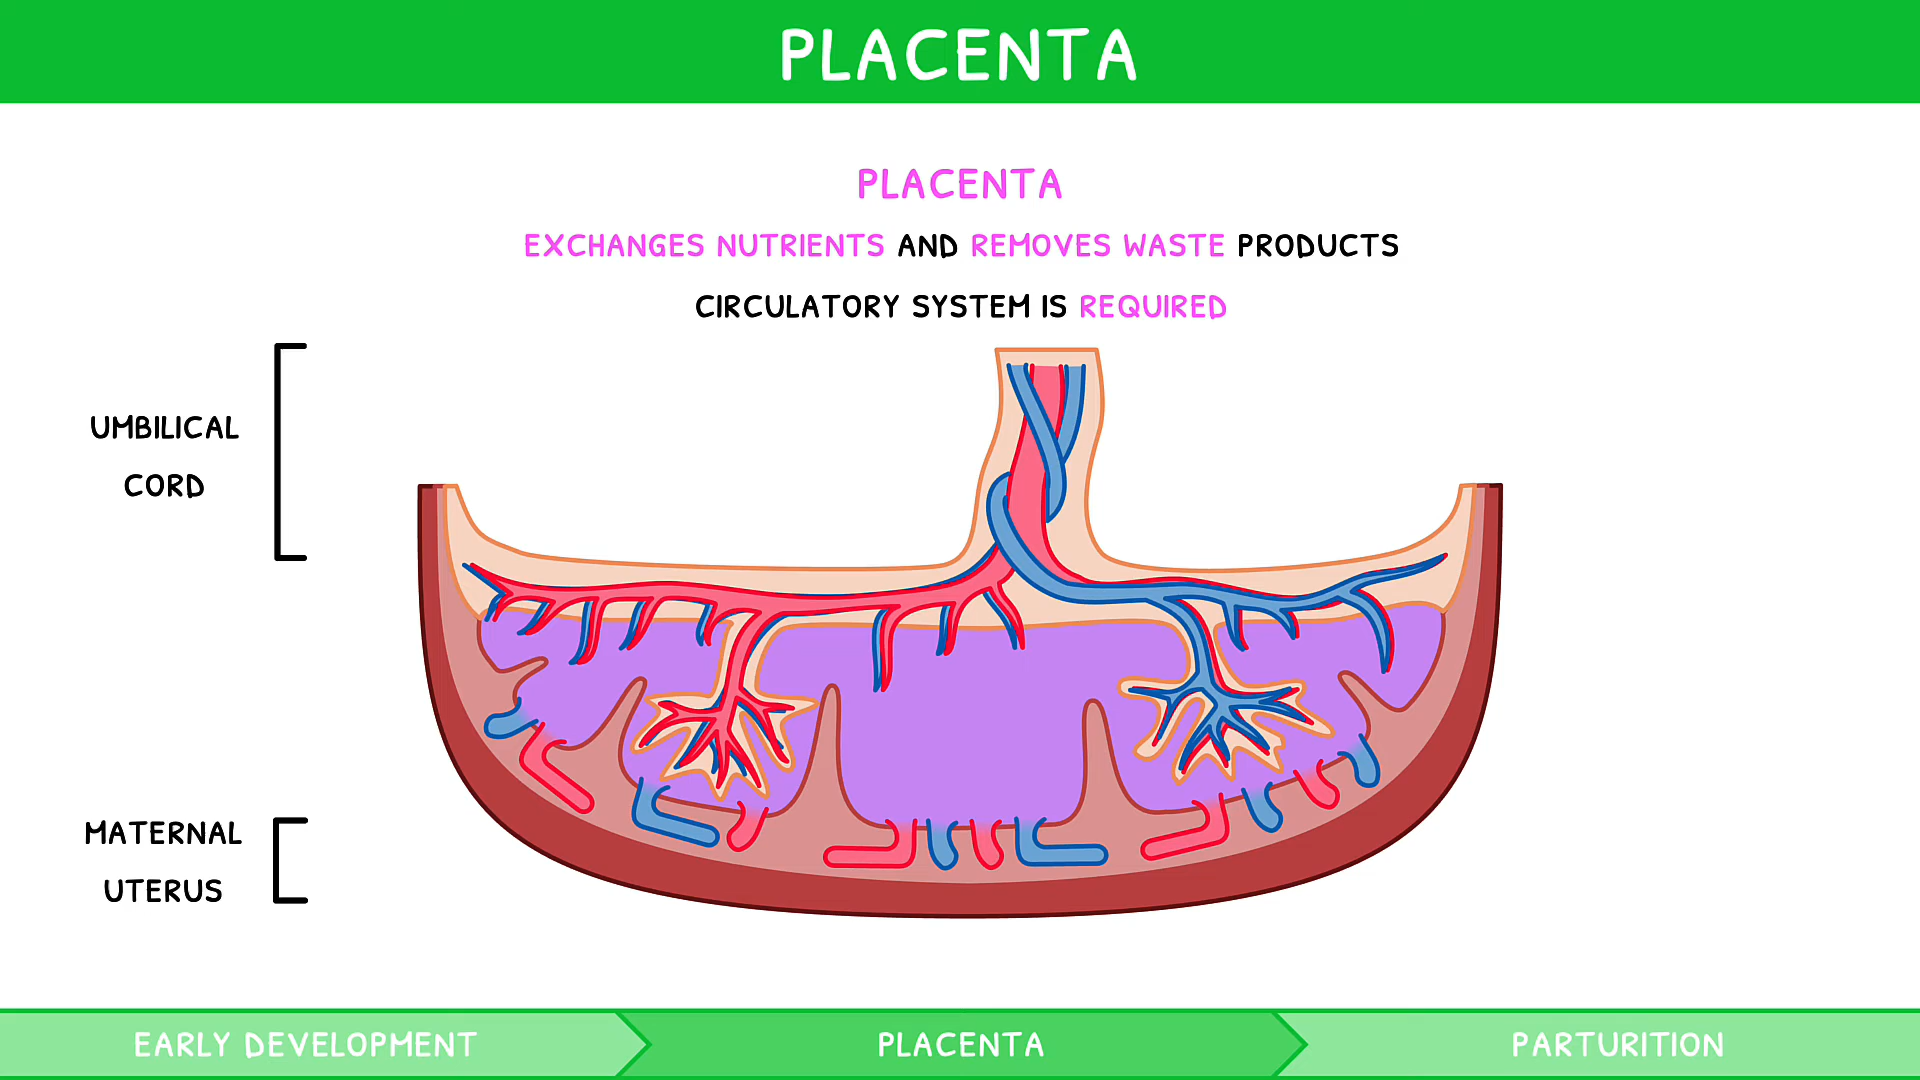 PLACENTA
PLACENTA
EXCHANGES NUTRIENTS AND REMOVES WASTE PRODUCTS
CIRCULATORY SYSTEM IS REQUIRED
UMBILICAL
CORD
MATERNAL
UTERUS
EARLY DEVELOPMENT
PLACENTA
PARTURITION